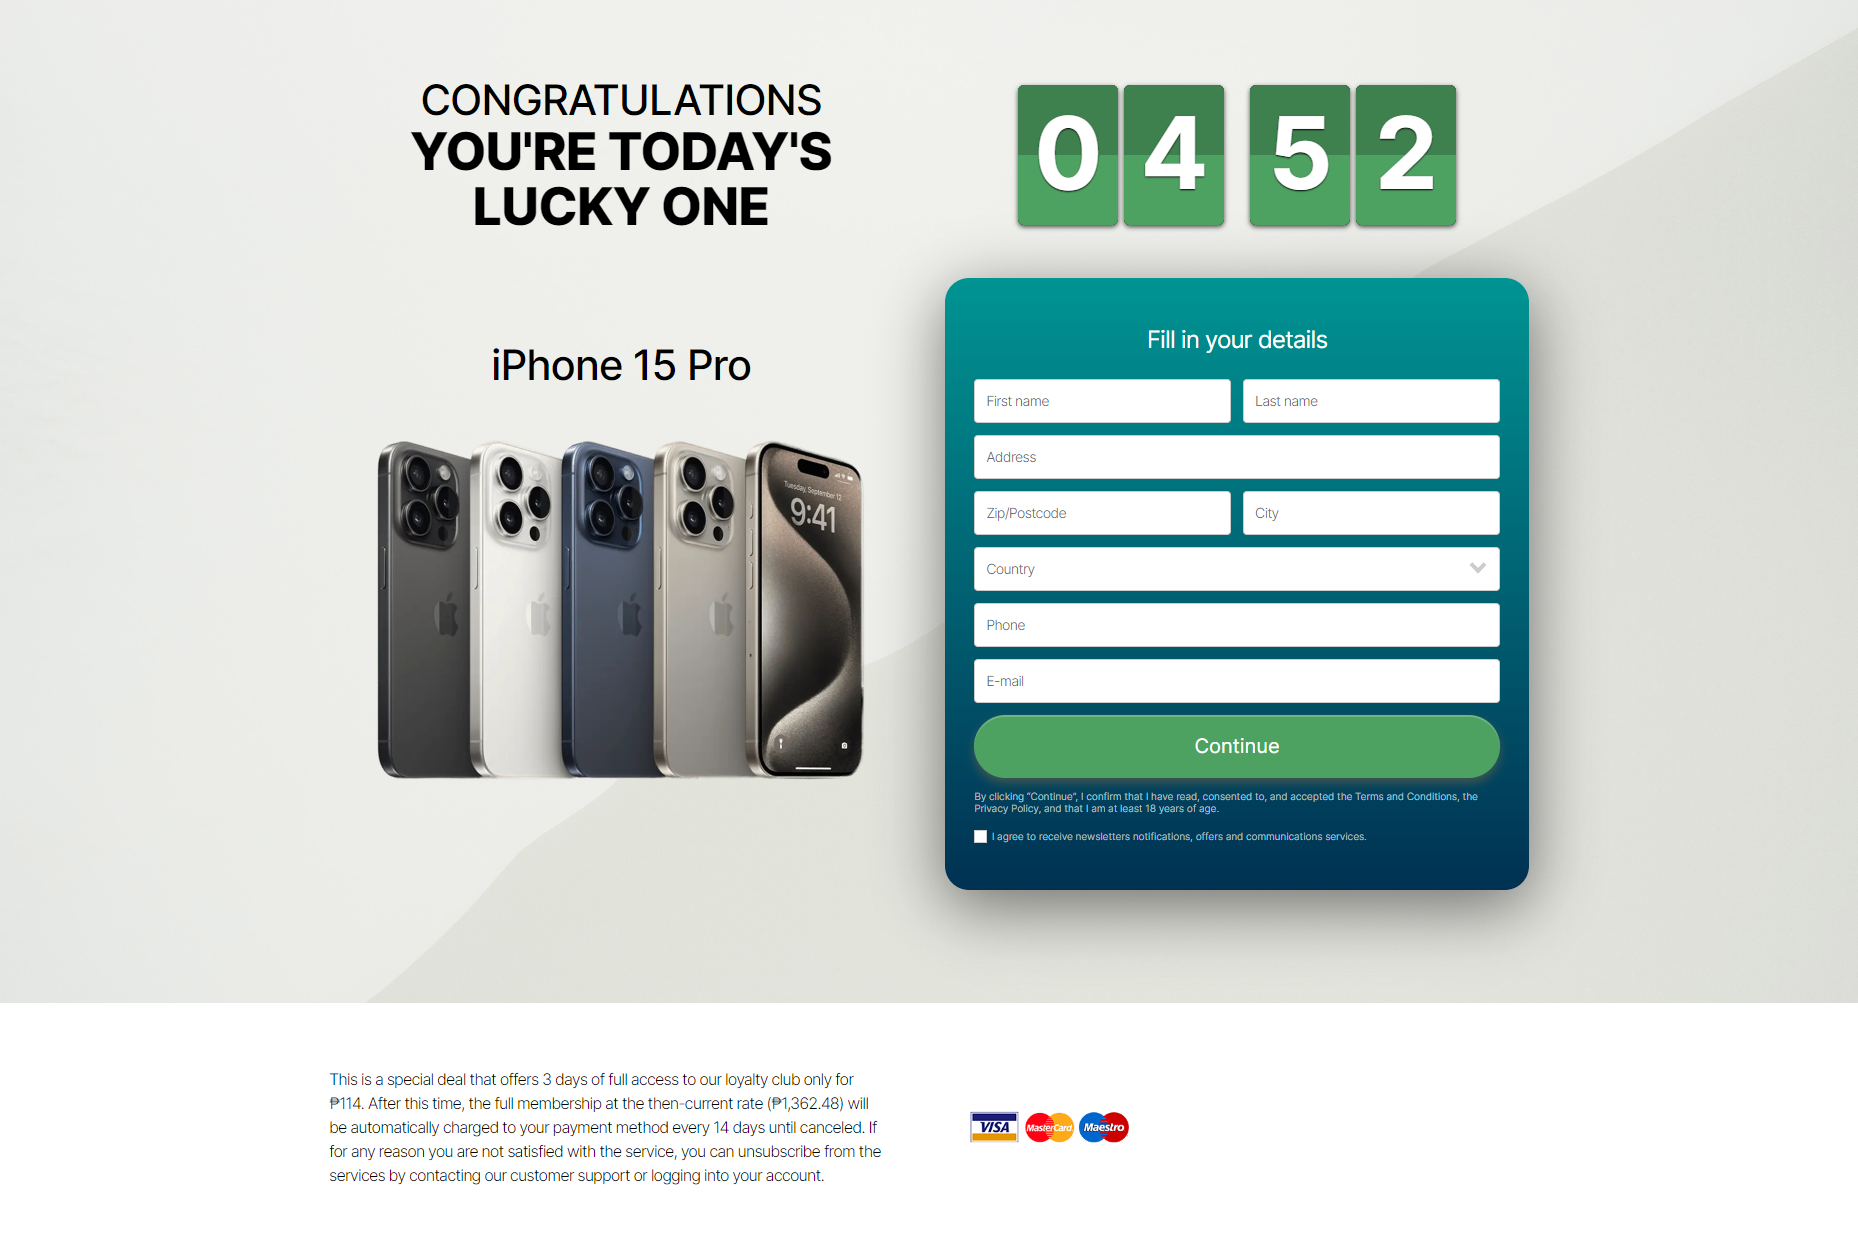 CONGRATULATIONS
YOU'RE TODAY'S
LUCKY ONE
04 52
iPhone 15 Pro
Tuesday, September 12
9:41
Fill in your details
First name
Last name
Address
Zip/Postcode
City
Country
Phone
E-mail
Continue
By clicking "Continue", I confirm that I have read, consented to, and accepted the Terms and Conditions, the
Privacy Policy, and that I am at least 18 years of age.
I agree to receive newsletters notifications, offers and communications services.
This is a special deal that offers 3 days of full access to our loyalty club only for
₱114. After this time, the full membership at the then-current rate (₱1,362.48) will
be automatically charged to your payment method every 14 days until canceled. If
for any reason you are not satisfied with the service, you can unsubscribe from the
services by contacting our customer support or logging into your account.
VISA
MasterCard
Maestro